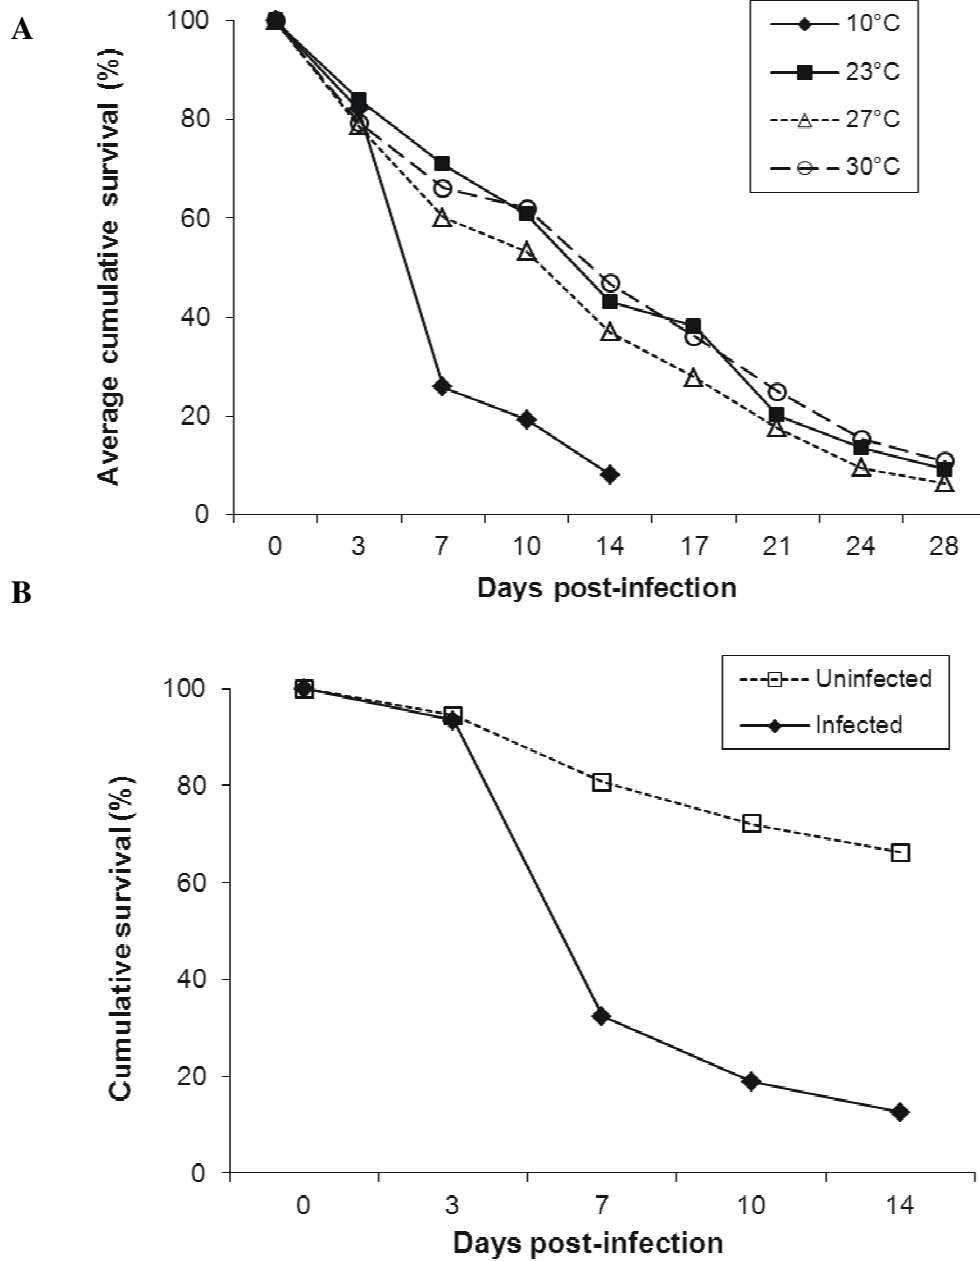 A
Average cumulative survival (%)
100
80
60
40
20
0
10°C
23°C
27°C
30°C
0 3 7 10 14 17 21 24 28
Days post-infection
B
Cumulative survival (%)
100
80
60
40
20
0
Uninfected
Infected
0 3 7 10 14
Days post-infection